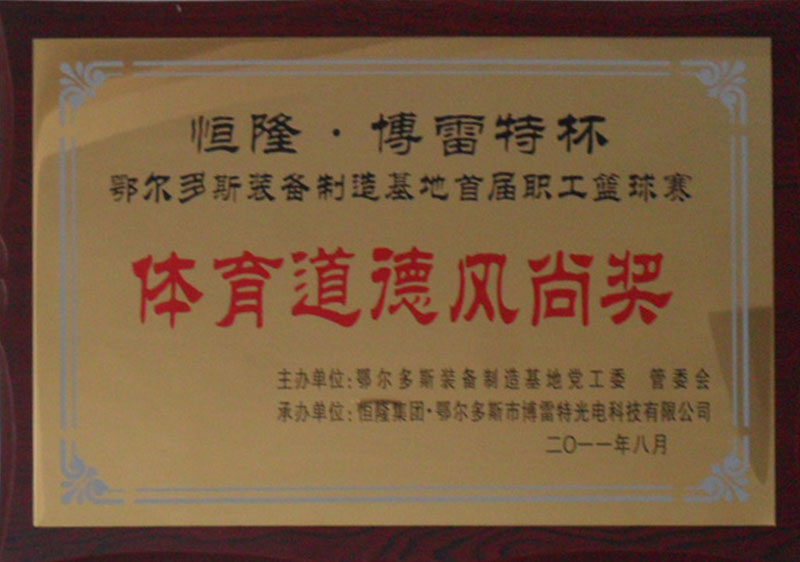 恒隆·博雷特杯
鄂尔多斯装备制造基地首届职工篮球赛
体育道德风尚奖
主办单位:鄂尔多斯装备制造基地党工委 管委会
承办单位:恒隆集团·鄂尔多斯市博雷特光电科技有限公司
二〇一一年八月